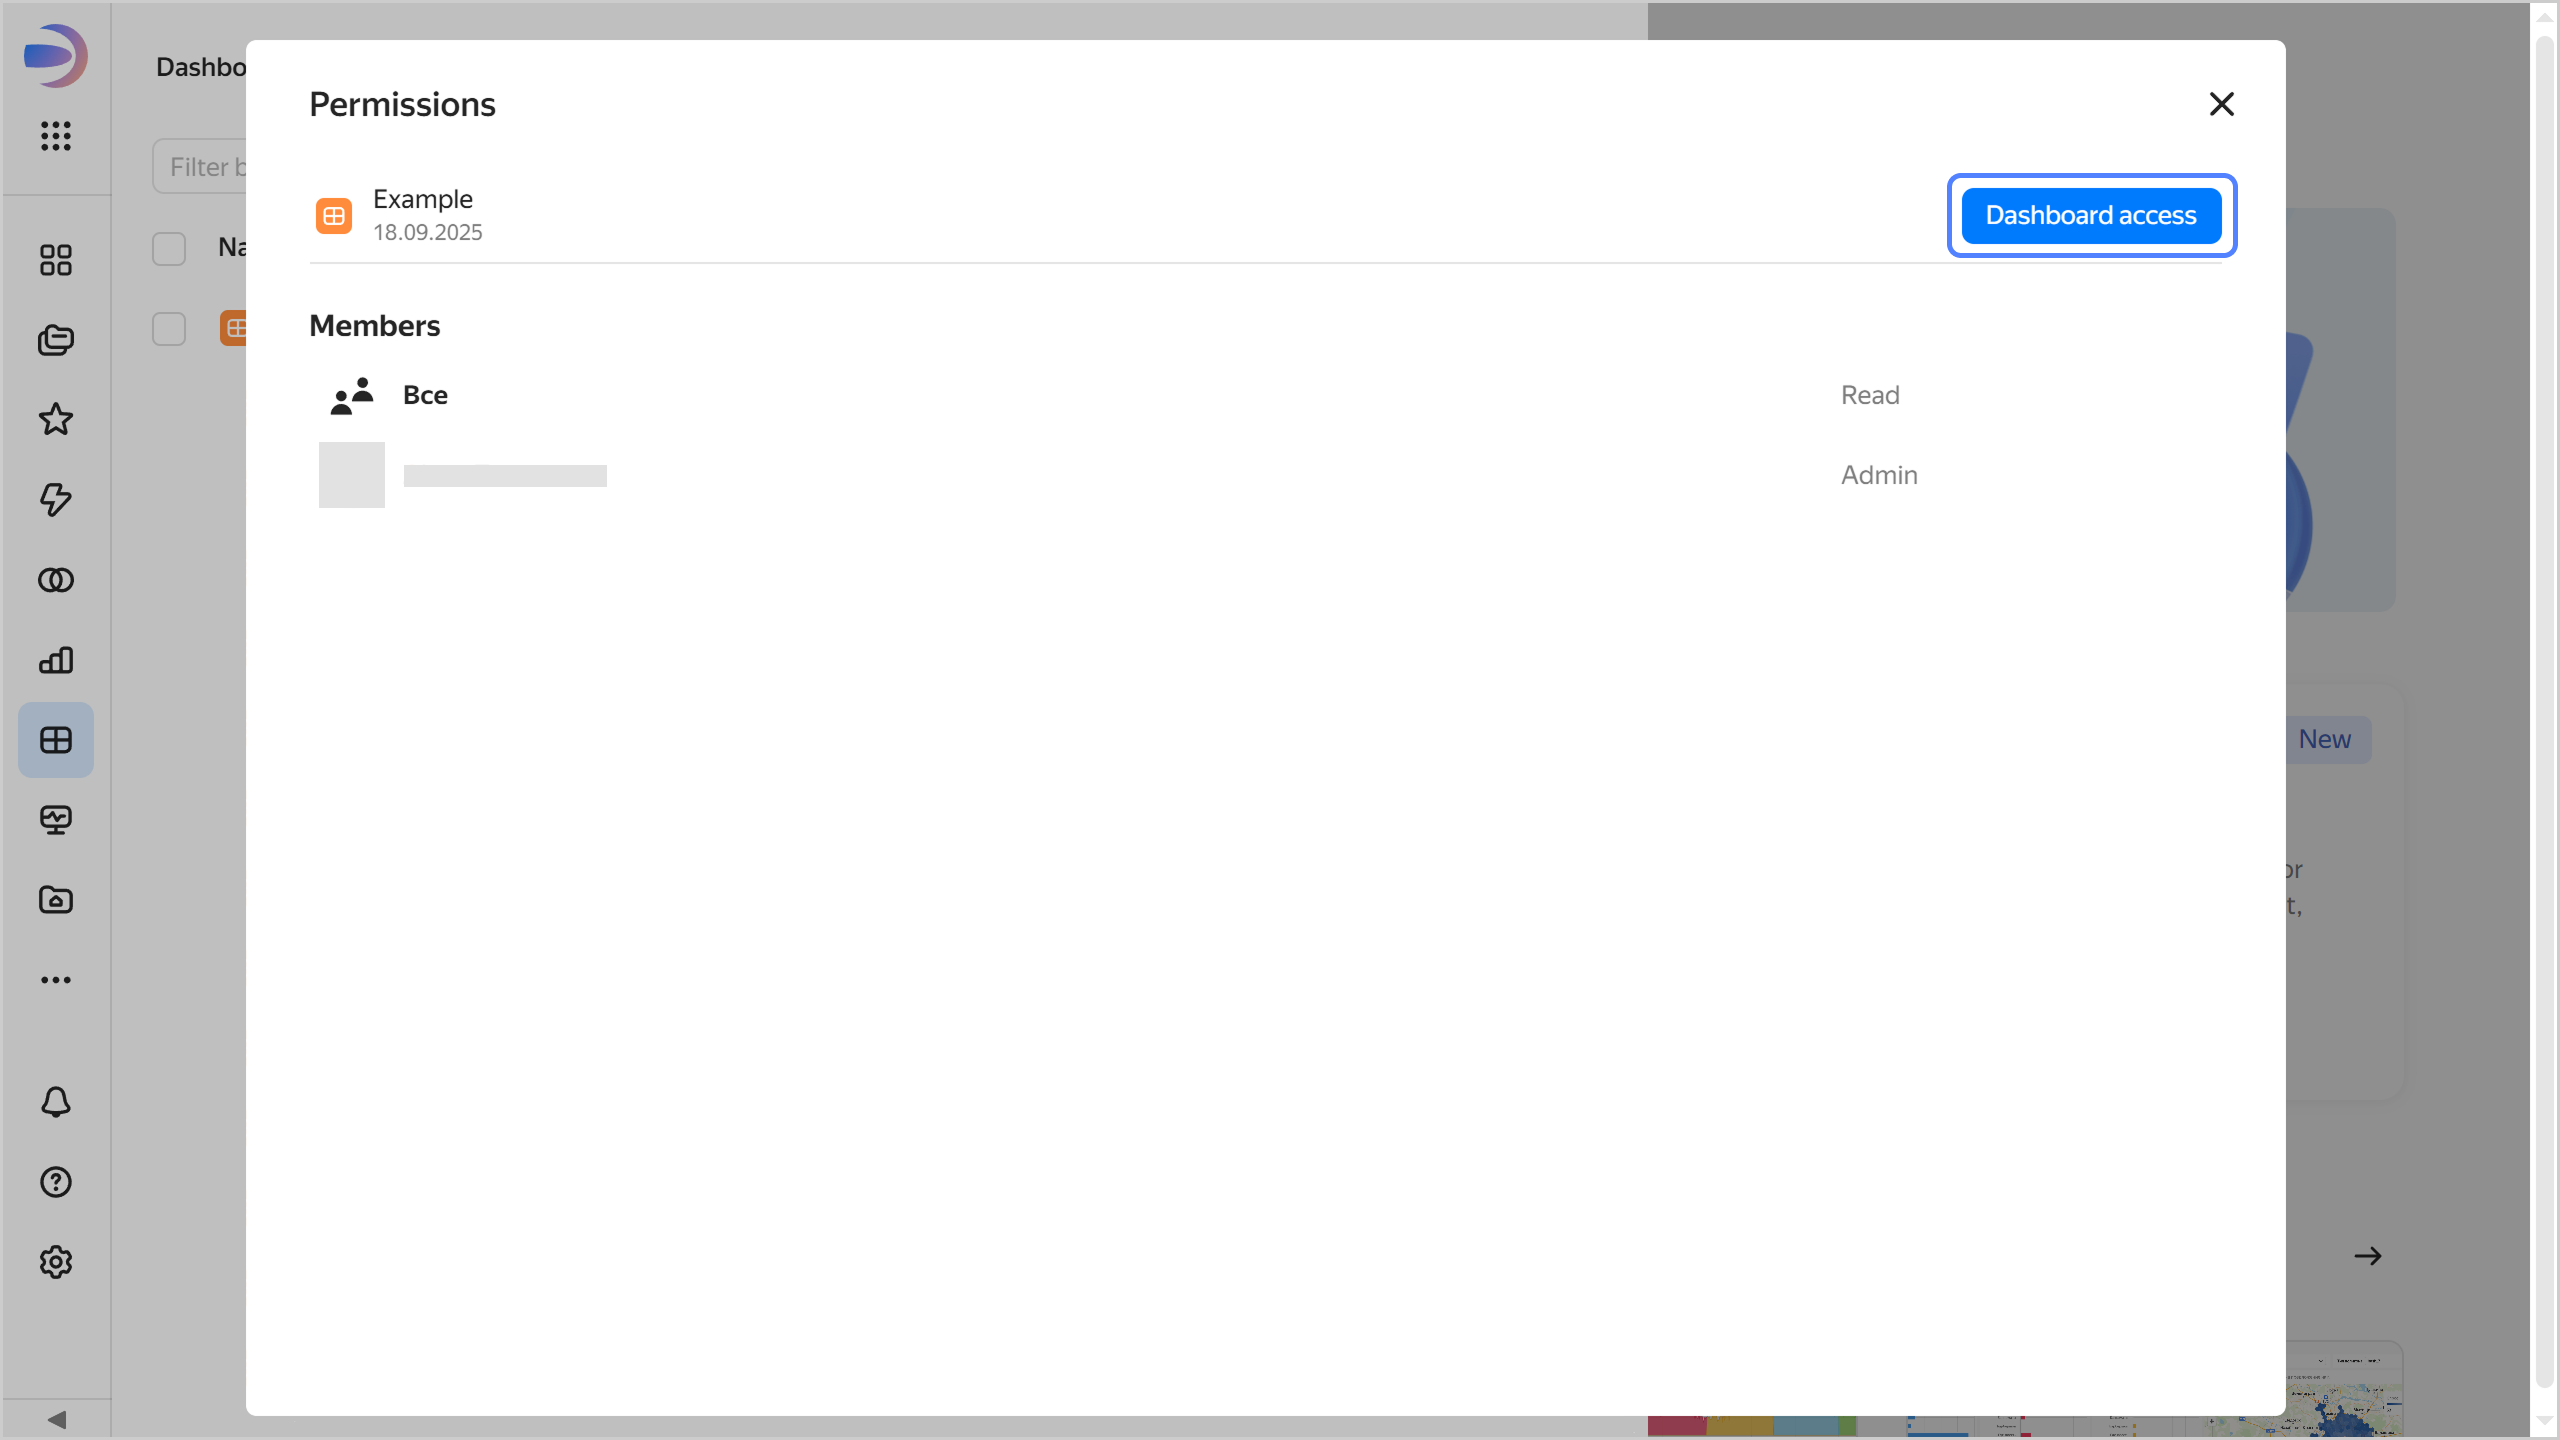 Dashbo
Permissions
Filter b
Example
18.09.2025
Dashboard access
Na
Members
Все
Read
Admin
New
or
t,